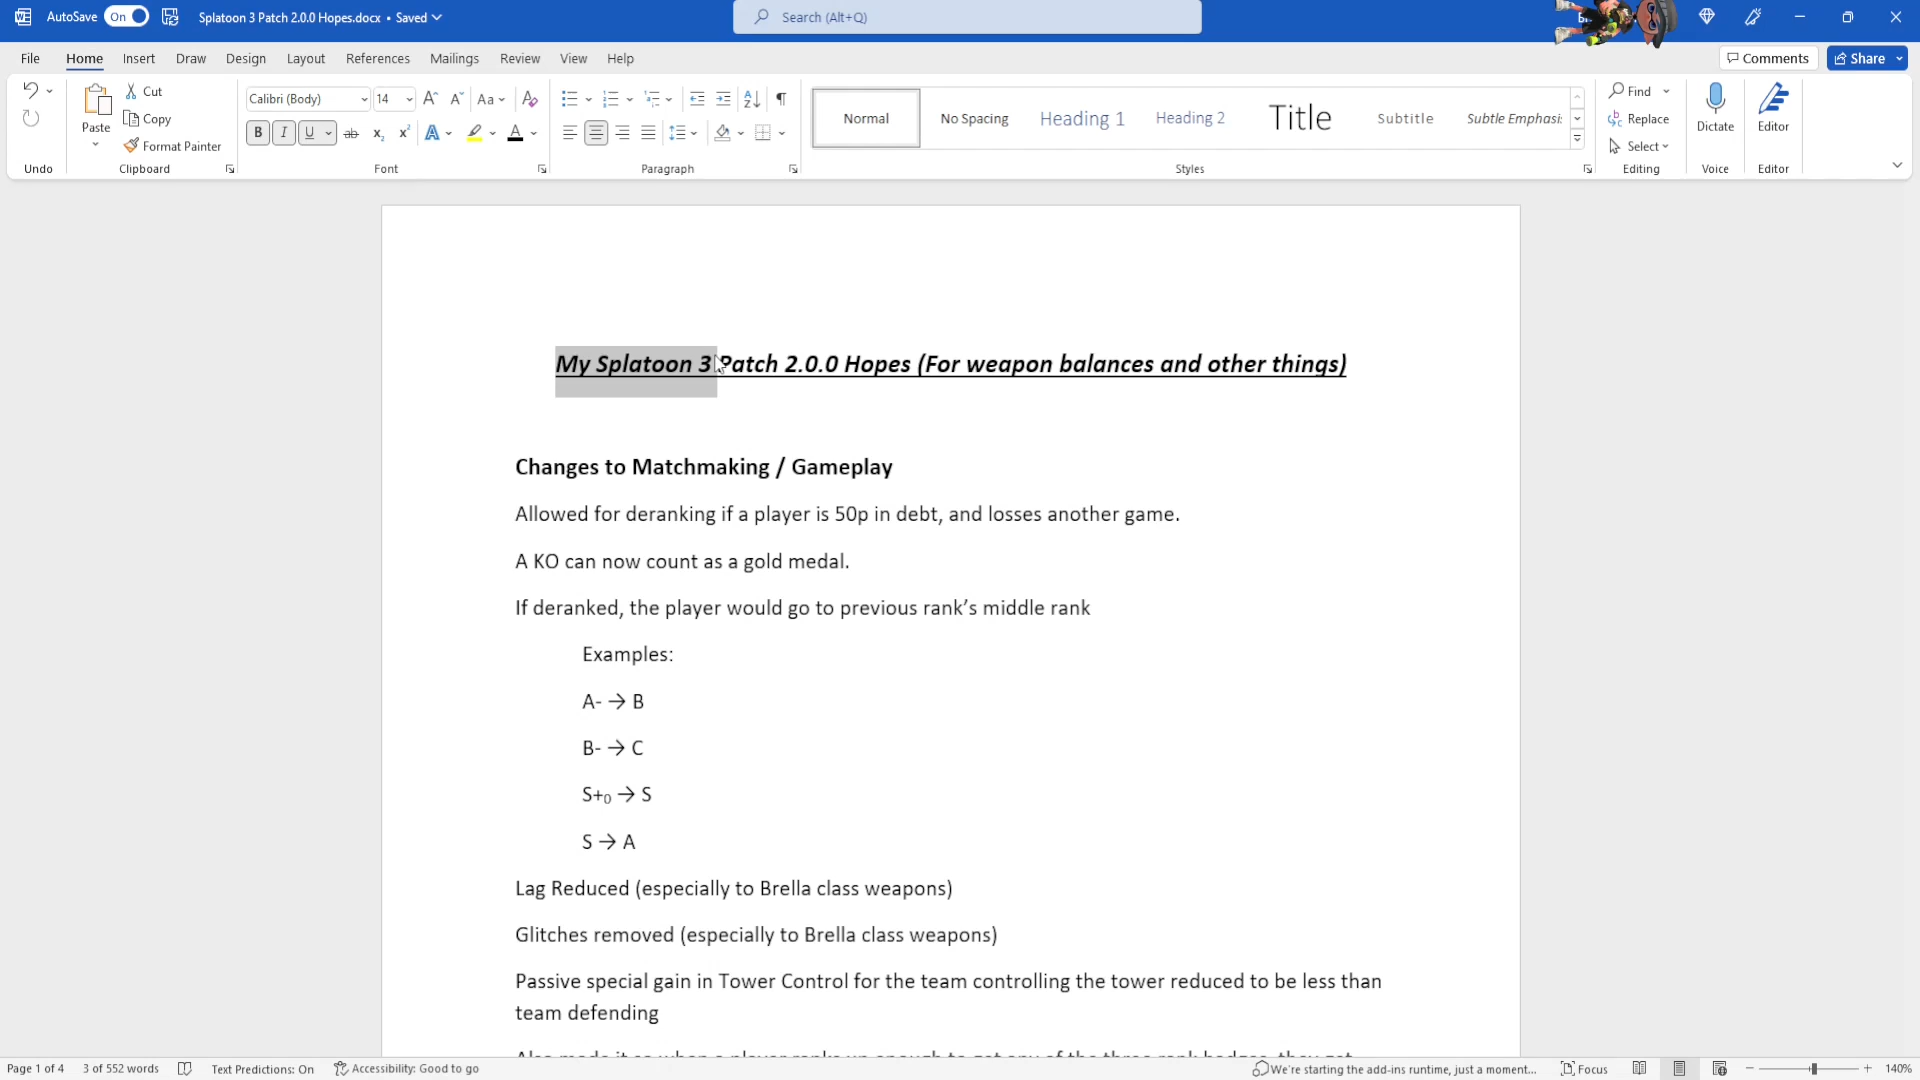 AutoSave On Splatoon 3 Patch 2.0.0 Hopes.docx • Saved Search (Alt+Q)
File Home Insert Draw Design Layout References Mailings Review View Help Comments Share
Paste Cut Calibri (Body) 14 Aa Normal No Spacing Heading 1 Heading 2 Title Subtitle Subtle Emphasi: Find Dictate Editor
Copy Replace
Format Painter B I U ab Select
Undo Clipboard Font Paragraph Styles Editing Voice Editor
My Splatoon 3 Patch 2.0.0 Hopes (For weapon balances and other things)
Changes to Matchmaking / Gameplay
Allowed for deranking if a player is 50p in debt, and losses another game.
A KO can now count as a gold medal.
If deranked, the player would go to previous rank’s middle rank
Examples:
A- → B
B- → C
S+₀ → S
S → A
Lag Reduced (especially to Brella class weapons)
Glitches removed (especially to Brella class weapons)
Passive special gain in Tower Control for the team controlling the tower reduced to be less than
team defending
Page 1 of 4 3 of 552 words Text Predictions: On Accessibility: Good to go We're starting the add-ins runtime, just a moment... Focus 140%